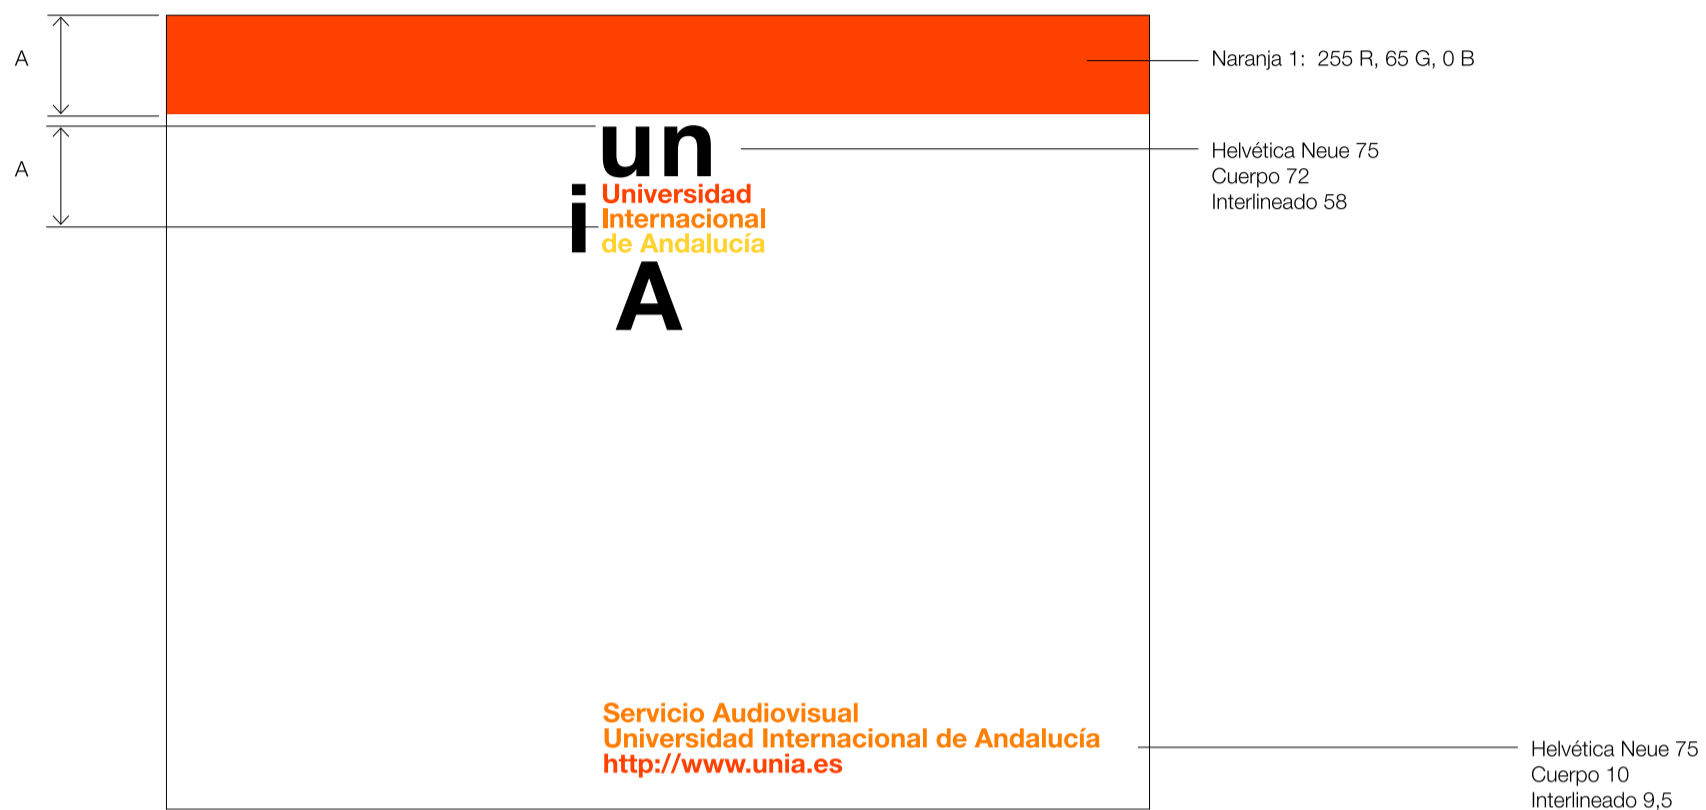 A
Naranja 1: 255 R, 65 G, 0 B
A
un
Helvética Neue 75
Cuerpo 72
Interlineado 58
i
Universidad
Internacional
de Andalucía
A
Servicio Audiovisual
Universidad Internacional de Andalucía
http://www.unia.es
Helvética Neue 75
Cuerpo 10
Interlineado 9,5